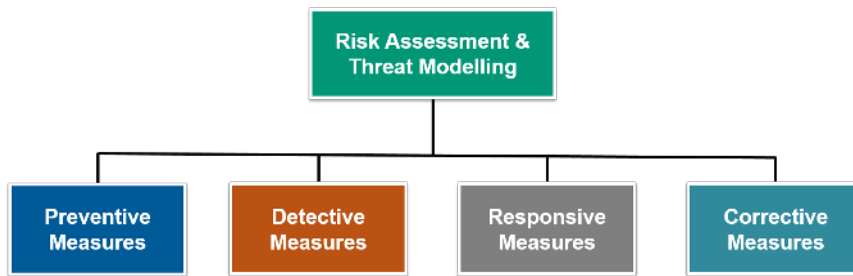 Risk Assessment &
Threat Modelling
Preventive
Measures
Detective
Measures
Responsive
Measures
Corrective
Measures